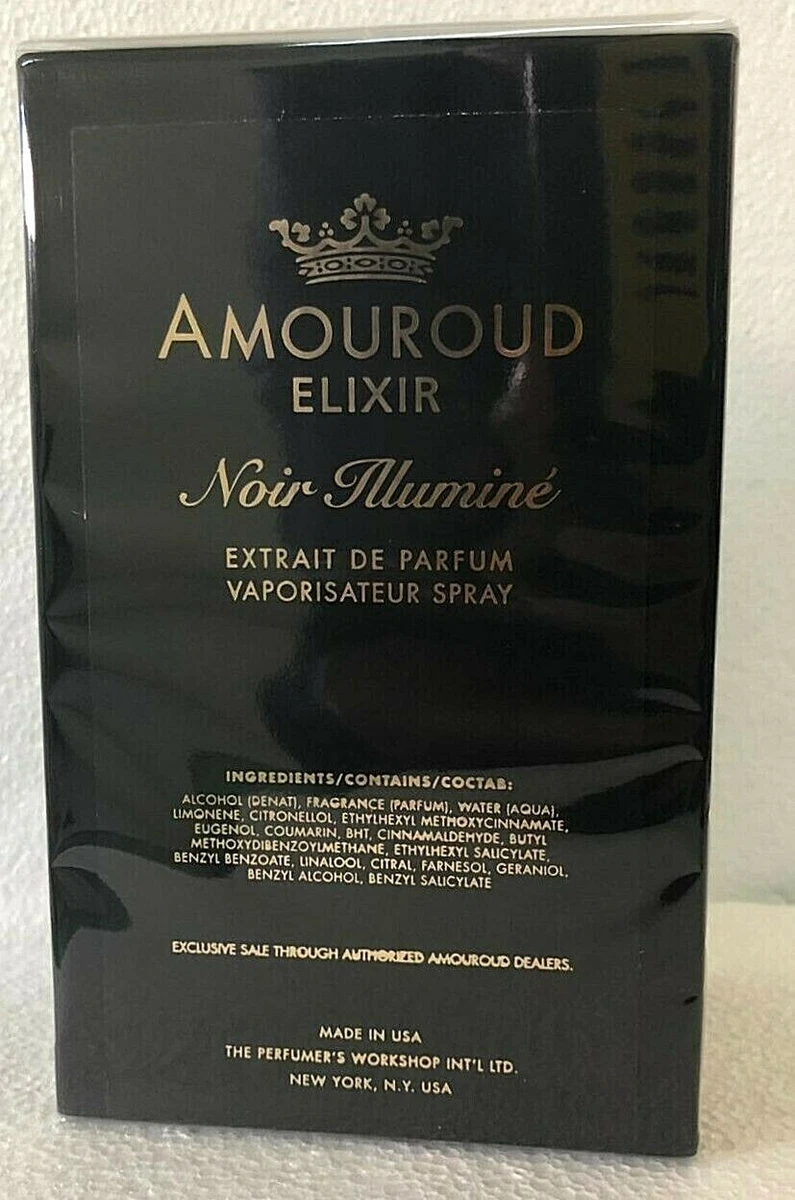 AMOUROUD
ELIXIR
Noir Illuminé
EXTRAIT DE PARFUM
VAPORISATEUR SPRAY
INGREDIENTS/CONTAINS/COCTAB:
ALCOHOL (DENAT), FRAGRANCE (PARFUM), WATER (AQUA),
LIMONENE, CITRONELLOL, ETHYLHEXYL METHOXYCINNAMATE,
EUGENOL, COUMARIN, BHT, CINNAMALDEHYDE, BUTYL
METHOXYDIBENZOYLMETHANE, ETHYLHEXYL SALICYLATE,
BENZYL BENZOATE, LINALOOL, CITRAL, FARNESOL, GERANIOL,
BENZYL ALCOHOL, BENZYL SALICYLATE
EXCLUSIVE SALE THROUGH AUTHORIZED AMOUROUD DEALERS.
MADE IN USA
THE PERFUMER'S WORKSHOP INT'L LTD.
NEW YORK, N.Y. USA